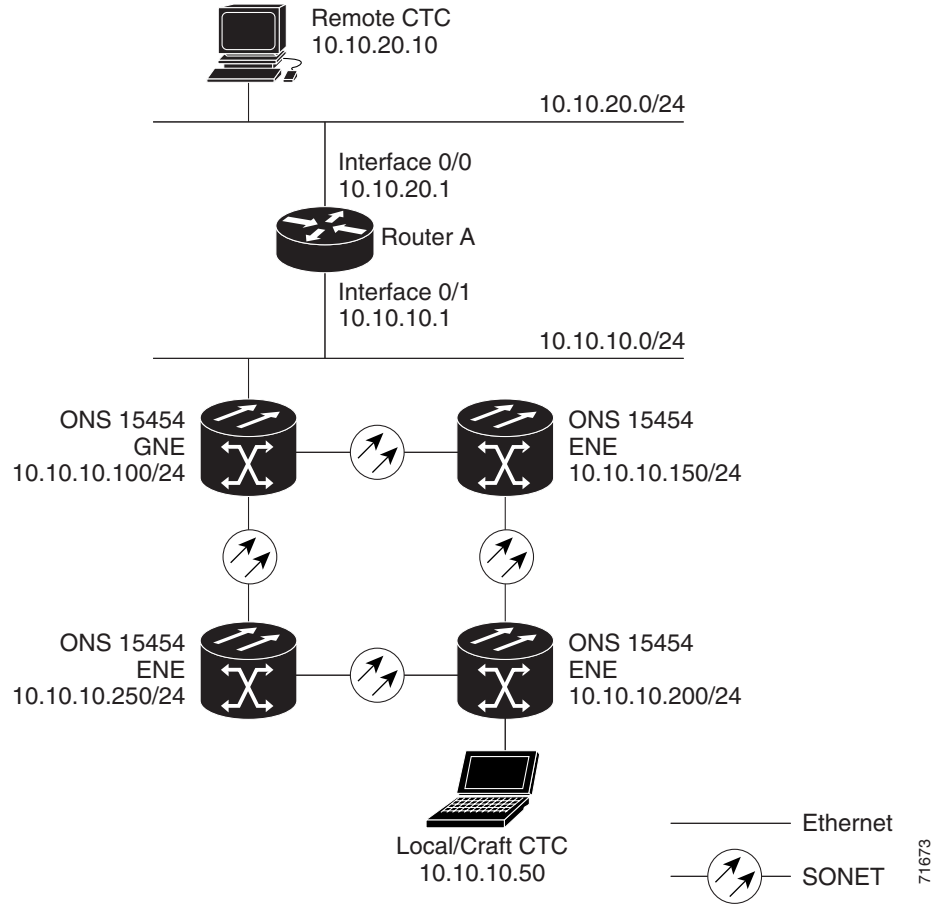 Remote CTC
10.10.20.10
10.10.20.0/24
Interface 0/0
10.10.20.1
Router A
Interface 0/1
10.10.10.1
10.10.10.0/24
ONS 15454
GNE
10.10.10.100/24
ONS 15454
ENE
10.10.10.150/24
ONS 15454
ENE
10.10.10.250/24
ONS 15454
ENE
10.10.10.200/24
Local/Craft CTC
10.10.10.50
Ethernet
SONET
71673